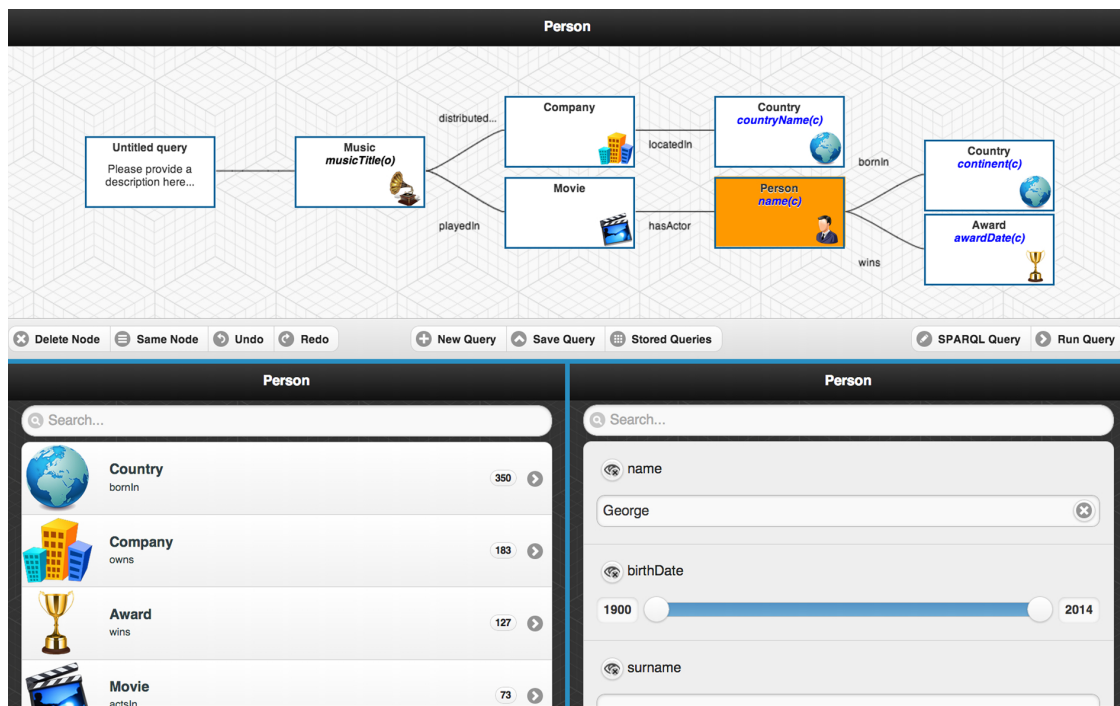 Person
Untitled query
Please provide a
description here...
Music
musicTitle(o)
distributed...
playedIn
Company
Movie
locatedIn
hasActor
Country
countryName(c)
Person
name(c)
bornIn
wins
Country
continent(c)
Award
awardDate(c)
Delete Node
Same Node
Undo
Redo
New Query
Save Query
Stored Queries
SPARQL Query
Run Query
Person
Search...
Country
bornIn
350
Company
owns
183
Award
wins
127
Movie
actsIn
73
Person
Search...
name
George
birthDate
1900
2014
surname